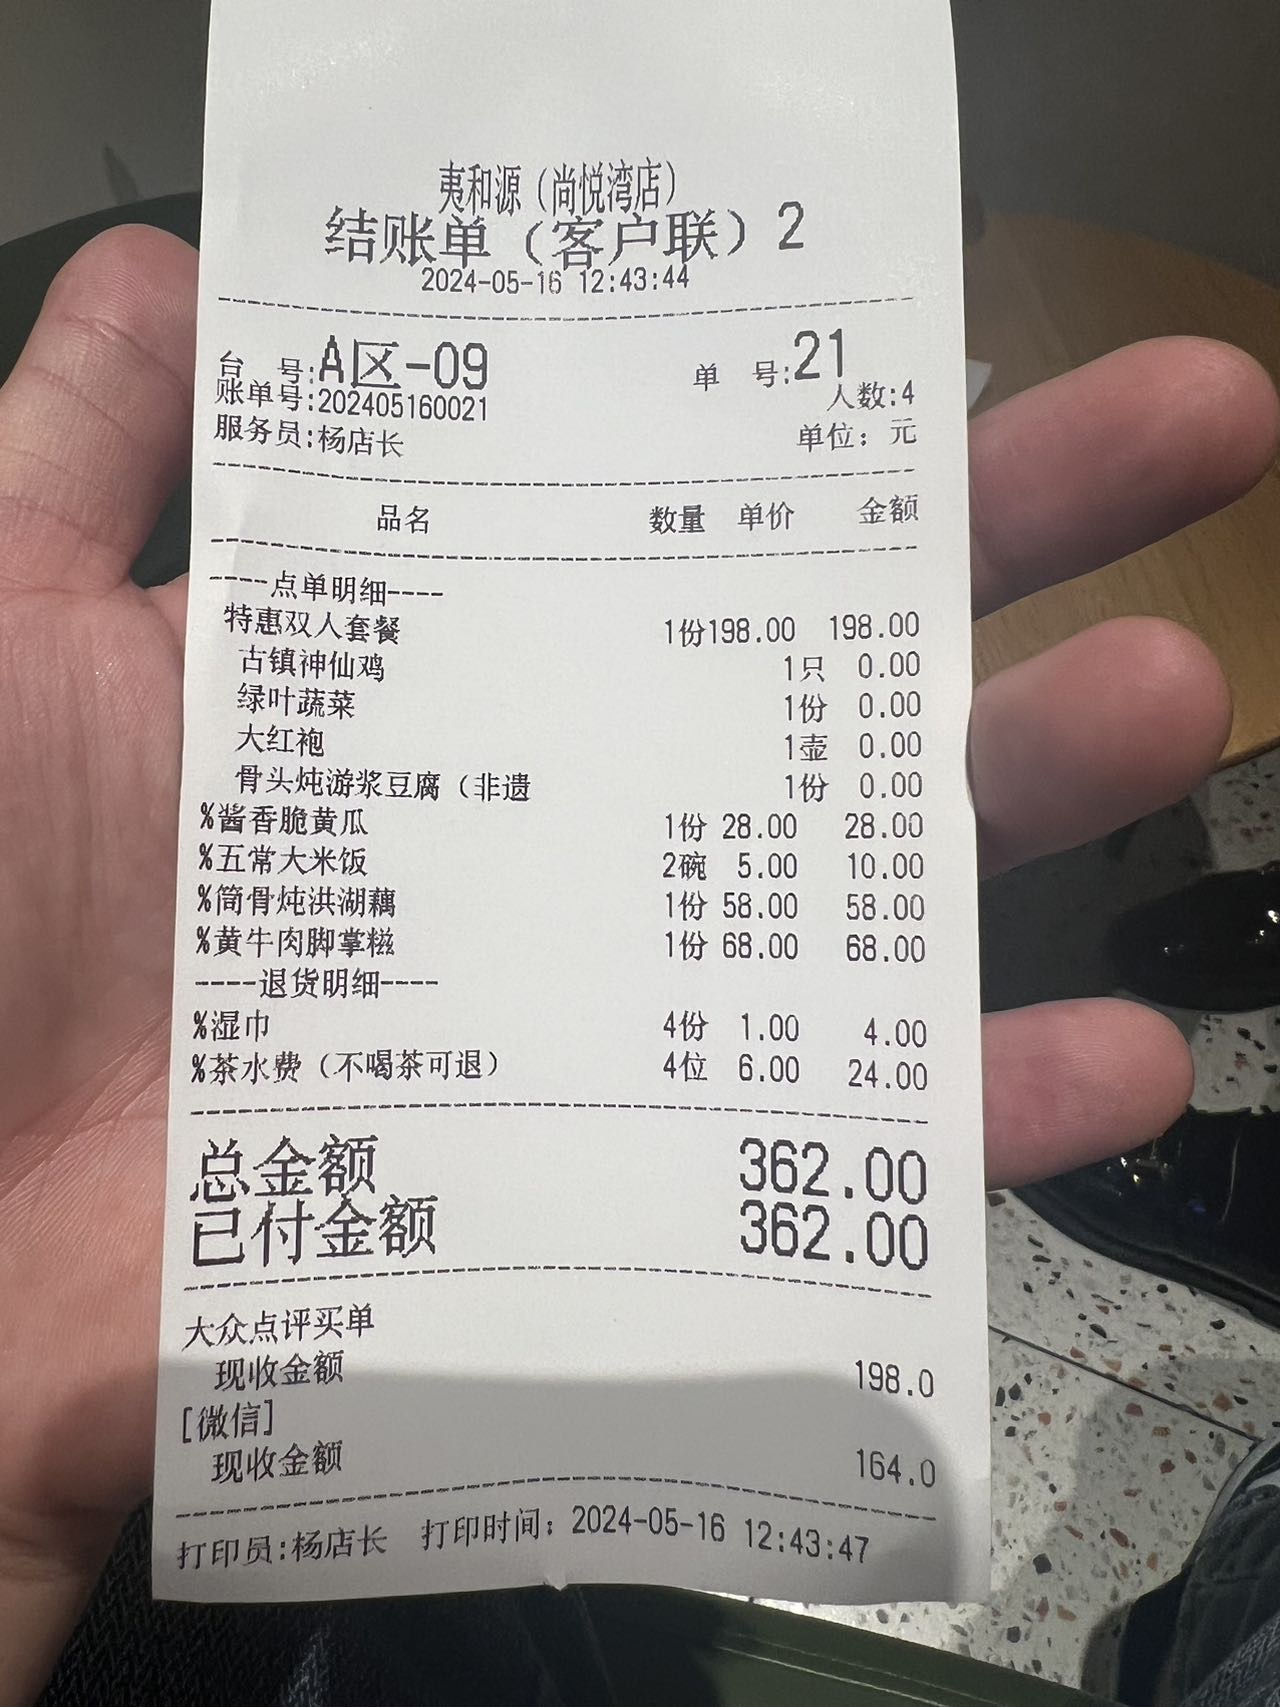 夷和源（尚悦湾店）
结账单（客户联）2
2024-05-16 12:43:44
台 号:A区-09 单 号:21
账单号:202405160021 人数:4
服务员:杨店长 单位：元
品名 数量 单价 金额
----点单明细----
特惠双人套餐 1份198.00 198.00
古镇神仙鸡 1只 0.00
绿叶蔬菜 1份 0.00
大红袍 1壶 0.00
骨头炖游浆豆腐（非遗 1份 0.00
%酱香脆黄瓜 1份 28.00 28.00
%五常大米饭 2碗 5.00 10.00
%筒骨炖洪湖藕 1份 58.00 58.00
%黄牛肉脚掌糍 1份 68.00 68.00
----退货明细----
%湿巾 4份 1.00 4.00
%茶水费（不喝茶可退） 4位 6.00 24.00
总金额 362.00
已付金额 362.00
大众点评买单
现收金额 198.0
[微信]
现收金额 164.0
打印员:杨店长 打印时间：2024-05-16 12:43:47